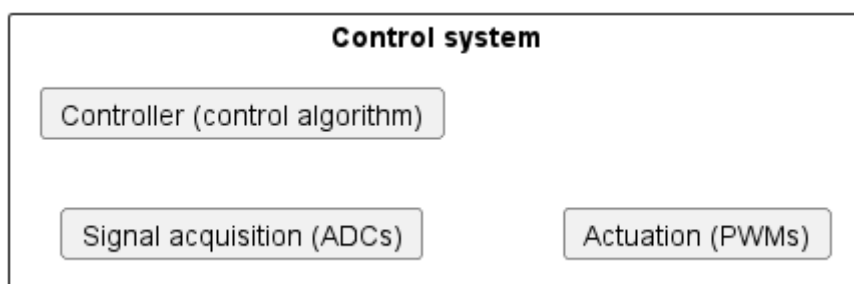 Control system
Controller (control algorithm)
Signal acquisition (ADCs)
Actuation (PWMs)